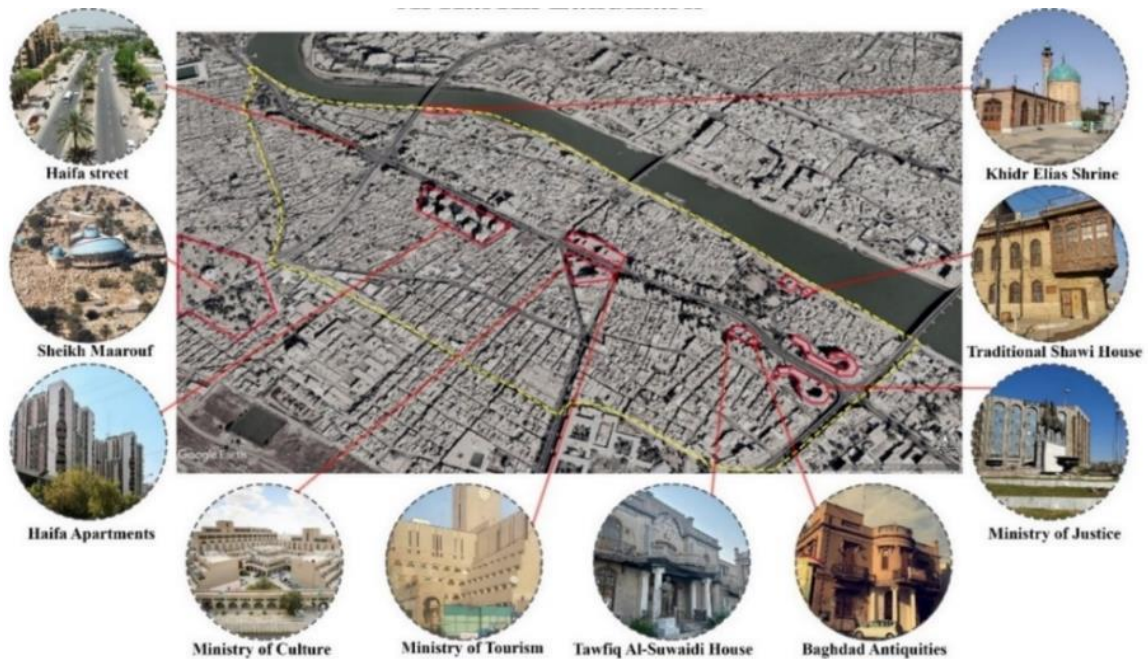 Haifa street
Khidr Elias Shrine
Sheikh Maarouf
Traditional Shawi House
Haifa Apartments
Google Earth
Ministry of Justice
Ministry of Culture
Ministry of Tourism
Tawfiq Al-Suwaidi House
Baghdad Antiquities